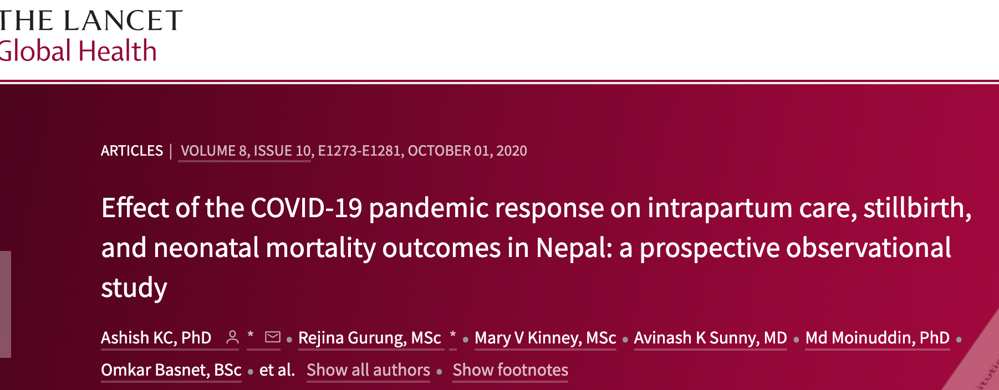 THE LANCET
Global Health
ARTICLES | VOLUME 8, ISSUE 10, E1273-E1281, OCTOBER 01, 2020
Effect of the COVID-19 pandemic response on intrapartum care, stillbirth,
and neonatal mortality outcomes in Nepal: a prospective observational
study
Ashish KC, PhD * • Rejina Gurung, MSc * • Mary V Kinney, MSc • Avinash K Sunny, MD • Md Moinuddin, PhD •
Omkar Basnet, BSc • et al. Show all authors • Show footnotes